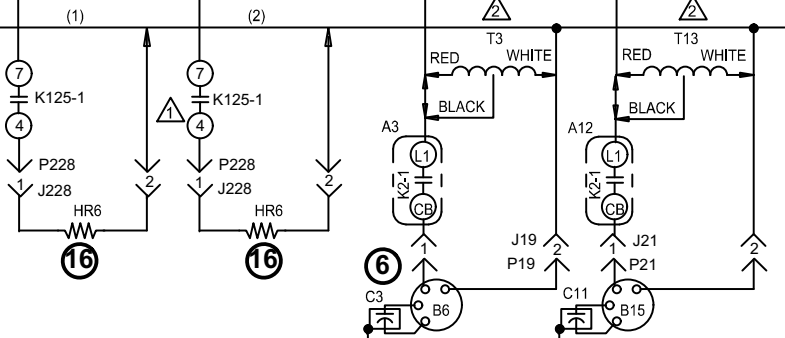 (1) (2) 2 2
T3 T13
RED WHITE RED WHITE
7 7
K125-1 K125-1
1 BLACK BLACK
4 4 A3 A12
L1 L1
P228 P228
K2-1 K2-1
1 J228 2 1 J228 2
HR6 HR6 CB CB
16 16
1 J19 2 1 J21 2
6 P19 P21
C3 B6 C11 B15